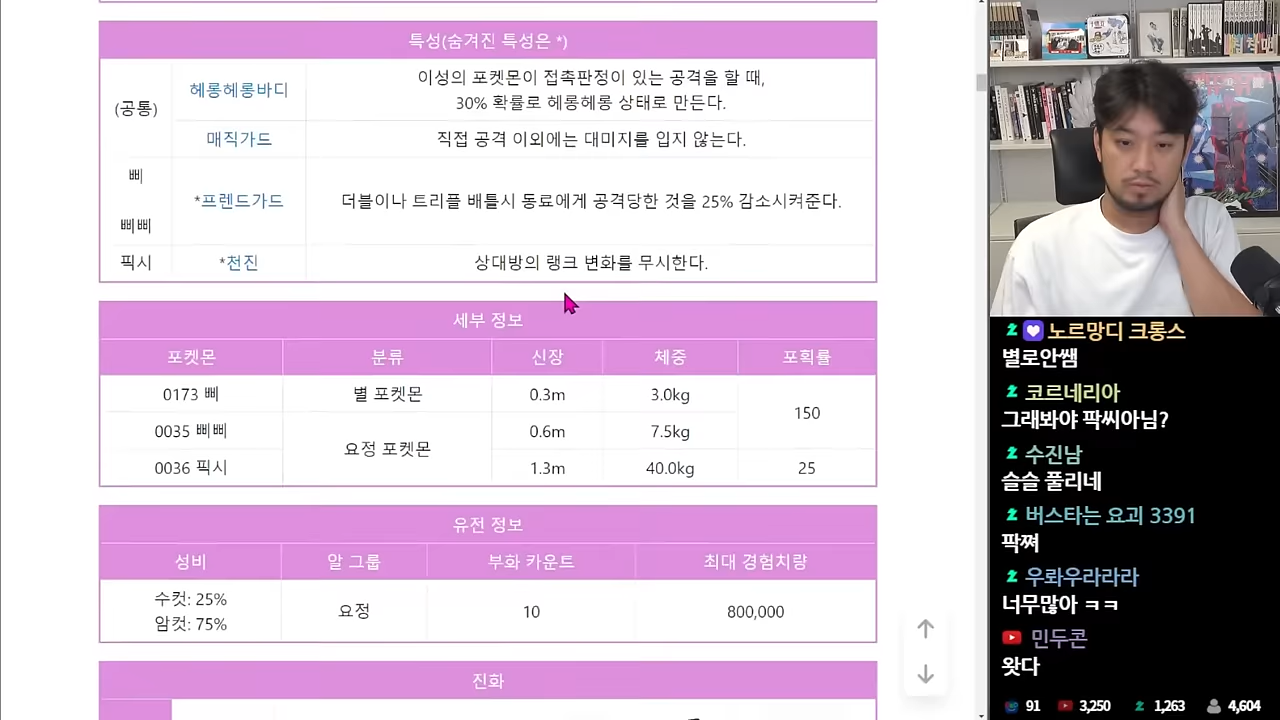 특성(숨겨진 특성은 *)
(공통)
헤롱헤롱바디
이성의 포켓몬이 접촉판정이 있는 공격을 할 때,
30% 확률로 헤롱헤롱 상태로 만든다.
매직가드
직접 공격 이외에는 대미지를 입지 않는다.
삐
삐삐
*프렌드가드
더블이나 트리플 배틀시 동료에게 공격당한 것을 25% 감소시켜준다.
픽시
*천진
상대방의 랭크 변화를 무시한다.
세부 정보
포켓몬 분류 신장 체중 포획률
0173 삐 별 포켓몬 0.3m 3.0kg 150
0035 삐삐 요정 포켓몬 0.6m 7.5kg
0036 픽시 1.3m 40.0kg 25
유전 정보
성비 알 그룹 부화 카운트 최대 경험치량
수컷: 25%
암컷: 75%
요정 10 800,000
진화
노르망디 크롱스
별로안쌤
코르네리아
그래봐야 팍씨아님?
수진남
슬슬 풀리네
버스타는 요괴 3391
팍쪄
우롸우라라라
너무많아 ㅋㅋ
민두콘
왓다
91 3,250 1,263 4,604